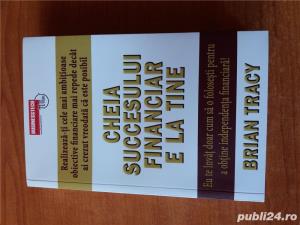 BUSINESSTECH
Realizează-ți cele mai ambițioase
obiective financiare mai repede decât
ai crezut vreodată că este posibil
CHEIA
SUCCESULUI
FINANCIAR
E LA TINE
Eu te învăț doar cum să o folosești pentru
a obține independența financiară!
BRIAN TRACY
publi24.ro